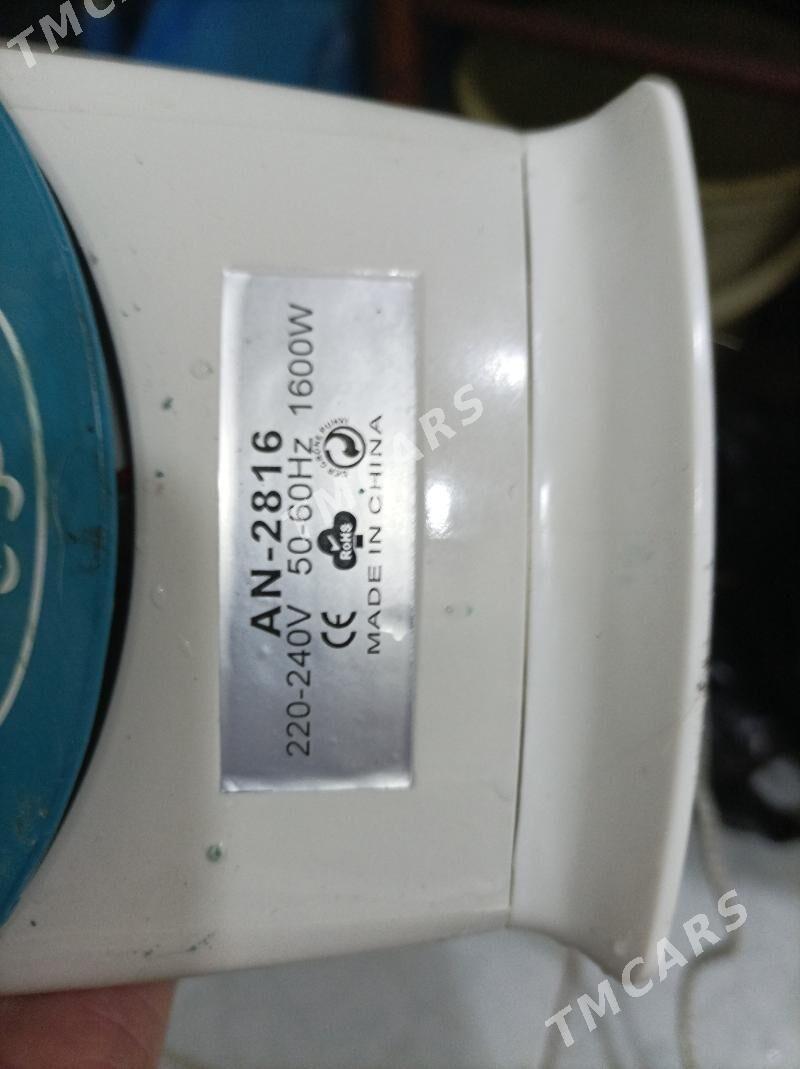 AN-2816
220-240V 50-60Hz 1600W
CE RoHS
MADE IN CHINA
TMCARS
TMCARS
TMCARS